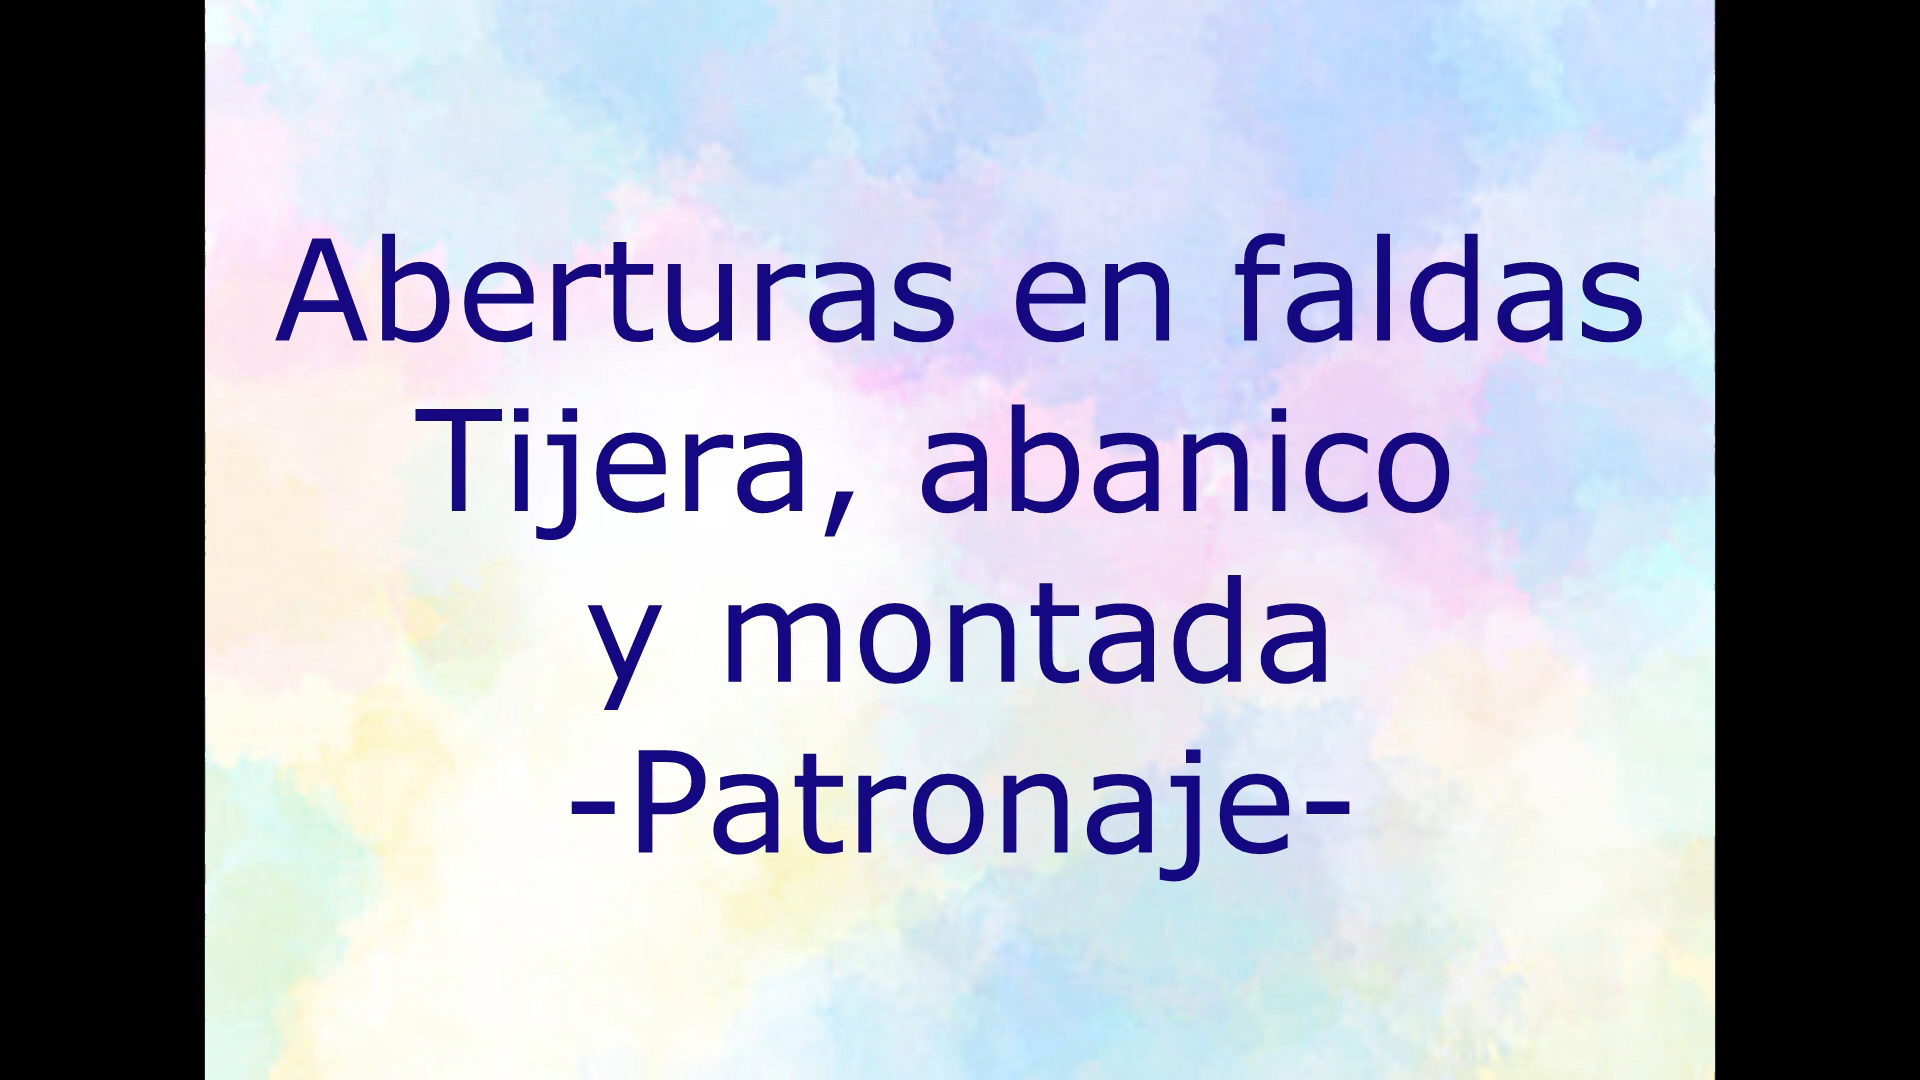 Aberturas en faldas
Tijera, abanico
y montada
-Patronaje-